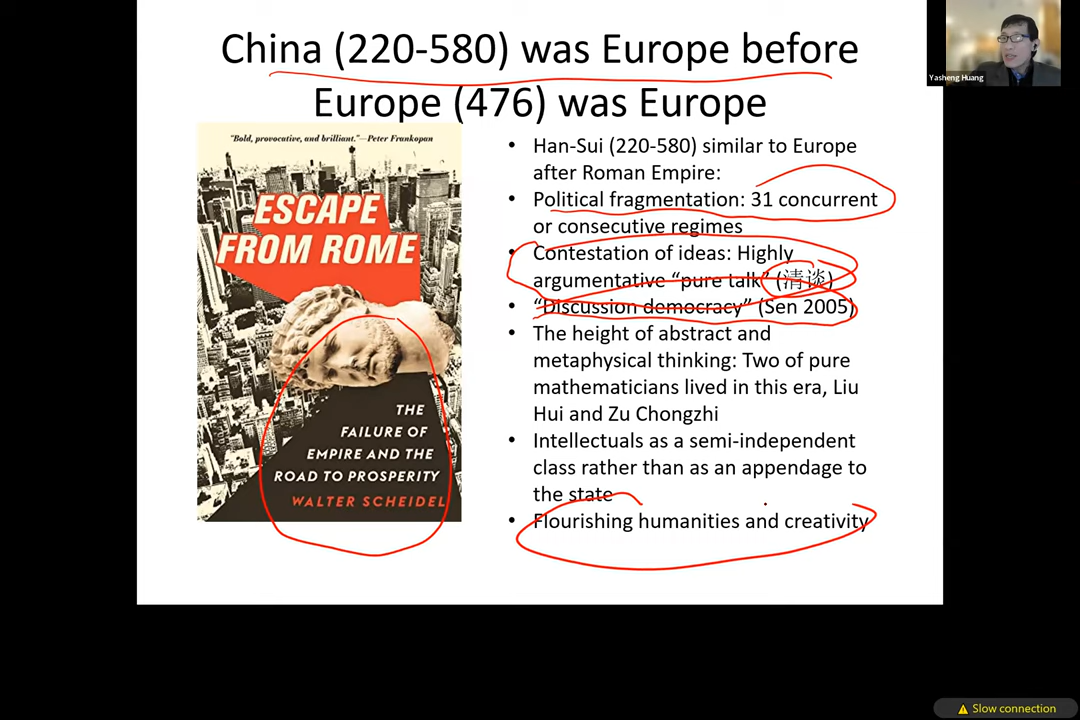 China (220-580) was Europe before
Europe (476) was Europe
Yasheng Huang
"Bold, provocative, and brilliant."—Peter Frankopan
ESCAPE
FROM ROME
THE
FAILURE OF
EMPIRE AND THE
ROAD TO PROSPERITY
WALTER SCHEIDEL
• Han-Sui (220-580) similar to Europe
after Roman Empire:
• Political fragmentation: 31 concurrent
or consecutive regimes
• Contestation of ideas: Highly
argumentative “pure talk” (清谈)
• “Discussion democracy” (Sen 2005)
• The height of abstract and
metaphysical thinking: Two of pure
mathematicians lived in this era, Liu
Hui and Zu Chongzhi
• Intellectuals as a semi-independent
class rather than as an appendage to
the state
• Flourishing humanities and creativity
Slow connection